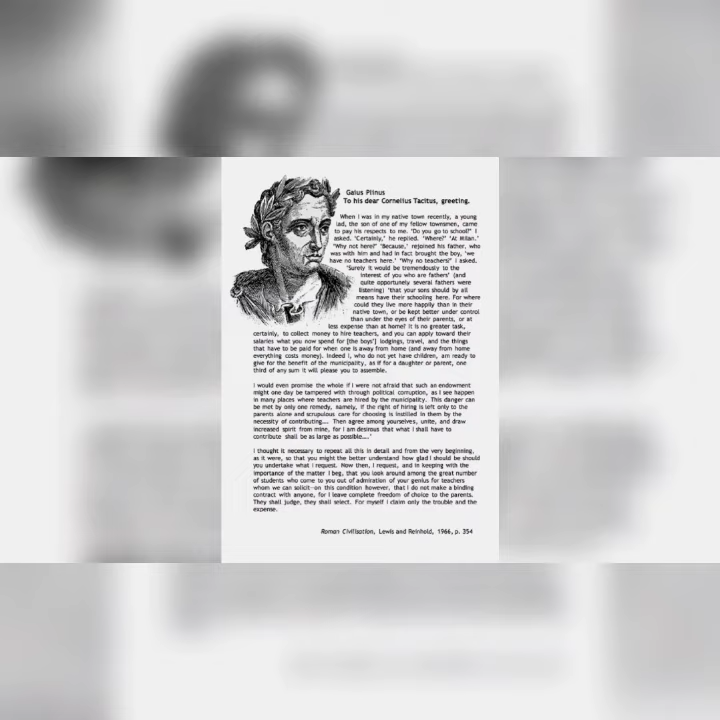 Gaius Plinus
To his dear Cornelius Tacitus, greeting.
When I was in my native town recently, a young
lad, the son of one of my fellow townsmen, came
to pay his respects to me. 'Do you go to school?' I
asked. 'Certainly,' he replied. 'Where?' 'At Milan.'
'Why not here?' 'Because,' rejoined his father, who
was with him and had in fact brought the boy, 'we
have no teachers here.' 'Why no teachers?' I asked.
'Surely it would be tremendously to the
interest of you who are fathers' (and
quite opportunely several fathers were
listening) 'that your sons should by all
means have their schooling here. For where
could they live more happily than in their
native town, or be kept better under control
than under the eyes of their parents, or at
less expense than at home? It is no greater task,
certainly, to collect money to hire teachers, and you can apply toward their
salaries what you now spend for [the boys'] lodgings, travel, and the things
that have to be paid for when one is away from home (and away from home
everything costs money). Indeed I, who do not yet have children, am ready to
give for the benefit of the municipality, as if for a daughter or parent, one
third of any sum it will please you to assemble.
I would even promise the whole if I were not afraid that such an endowment
might one day be tampered with through political corruption, as I see happen
in many places where teachers are hired by the municipality. This danger can
be met by only one remedy, namely, if the right of hiring is left only to the
parents alone and scrupulous care for choosing is instilled in them by the
necessity of contributing.... Then agree among yourselves, unite, and draw
increased spirit from mine, for I am desirous that what I shall have to
contribute shall be as large as possible....'
I thought it necessary to repeat all this in detail and from the very beginning,
as it were, so that you might the better understand how glad I should be should
you undertake what I request. Now then, I request, and in keeping with the
importance of the matter I beg, that you look around among the great number
of students who come to you out of admiration of your genius for teachers
whom we can solicit—on this condition however, that I do not make a binding
contract with anyone, for I leave complete freedom of choice to the parents.
They shall judge, they shall select. For myself I claim only the trouble and the
expense.
Roman Civilisation, Lewis and Reinhold, 1966, p. 354